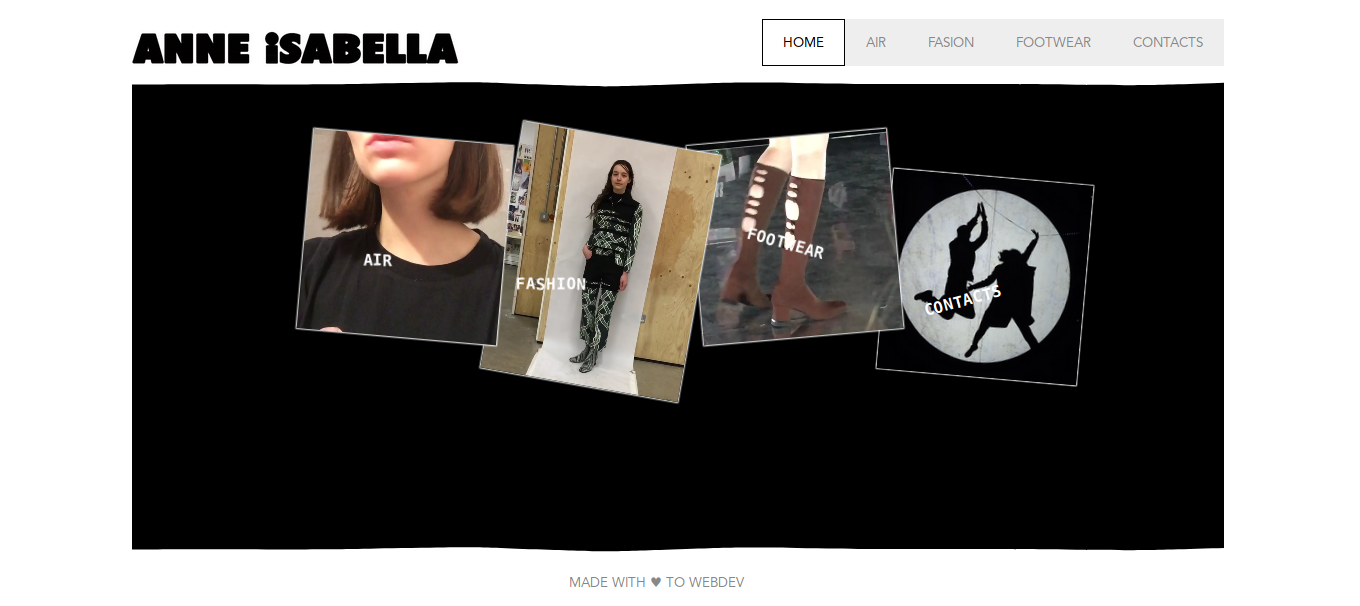 ANNE iSABELLA
HOME AIR FASION FOOTWEAR CONTACTS
AIR
FASHION
FOOTWEAR
CONTACTS
MADE WITH ♥ TO WEBDEV